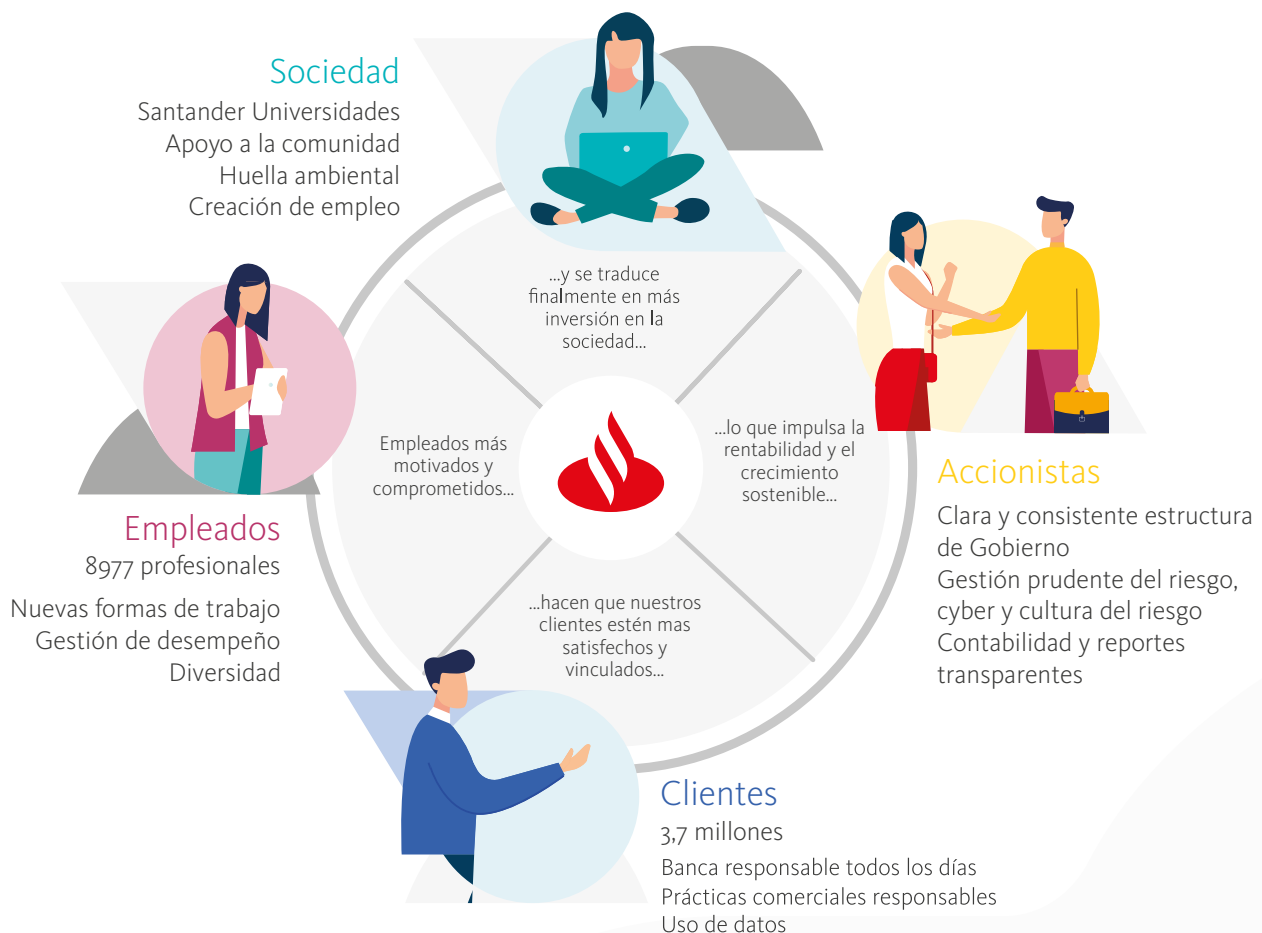 Sociedad
Santander Universidades
Apoyo a la comunidad
Huella ambiental
Creación de empleo
...y se traduce
finalmente en más
inversión en la
sociedad...
Empleados más
motivados y
comprometidos...
...lo que impulsa la
rentabilidad y el
crecimiento
sostenible...
...hacen que nuestros
clientes estén mas
satisfechos y
vinculados...
Accionistas
Clara y consistente estructura
de Gobierno
Gestión prudente del riesgo,
cyber y cultura del riesgo
Contabilidad y reportes
transparentes
Empleados
8977 profesionales
Nuevas formas de trabajo
Gestión de desempeño
Diversidad
Clientes
3,7 millones
Banca responsable todos los días
Prácticas comerciales responsables
Uso de datos